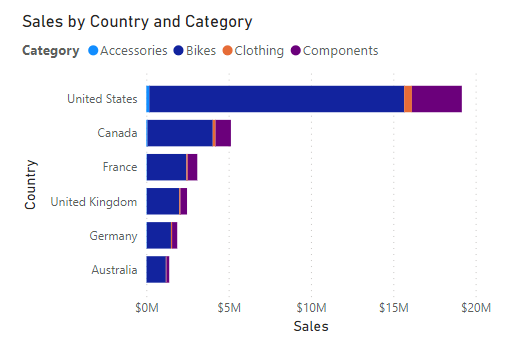 Sales by Country and Category
Category Accessories Bikes Clothing Components
Country
United States
Canada
France
United Kingdom
Germany
Australia
$0M $5M $10M $15M $20M
Sales